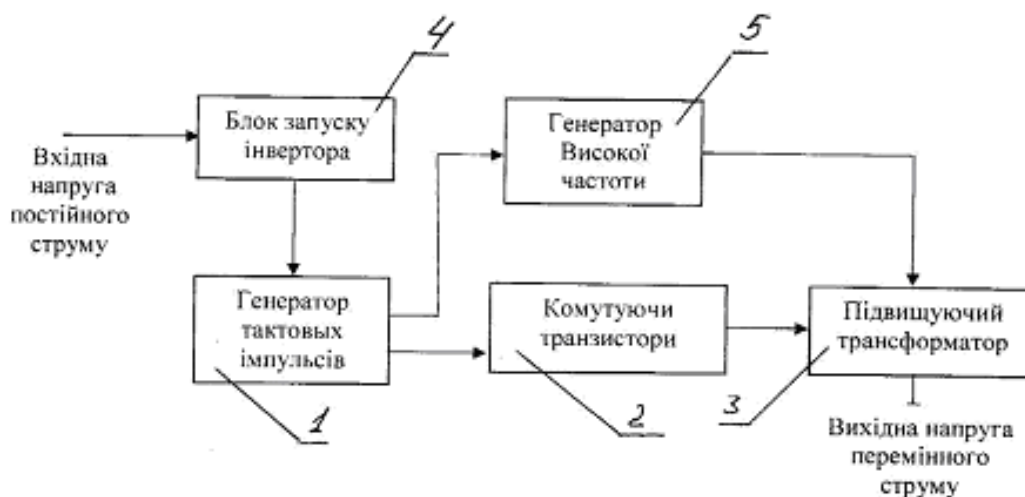 4
5
Блок запуску
інвертора
Генератор
Високої
частоти
Вхідна
напруга
постійного
струму
Генератор
тактовых
імпульсів
Комутуючи
транзистори
Підвищуючий
трансформатор
1
2
3
Вихідна напруга
перемінного
струму